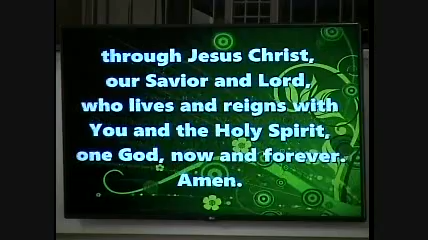 through Jesus Christ,
our Savior and Lord,
who lives and reigns with
You and the Holy Spirit,
one God, now and forever.
Amen.